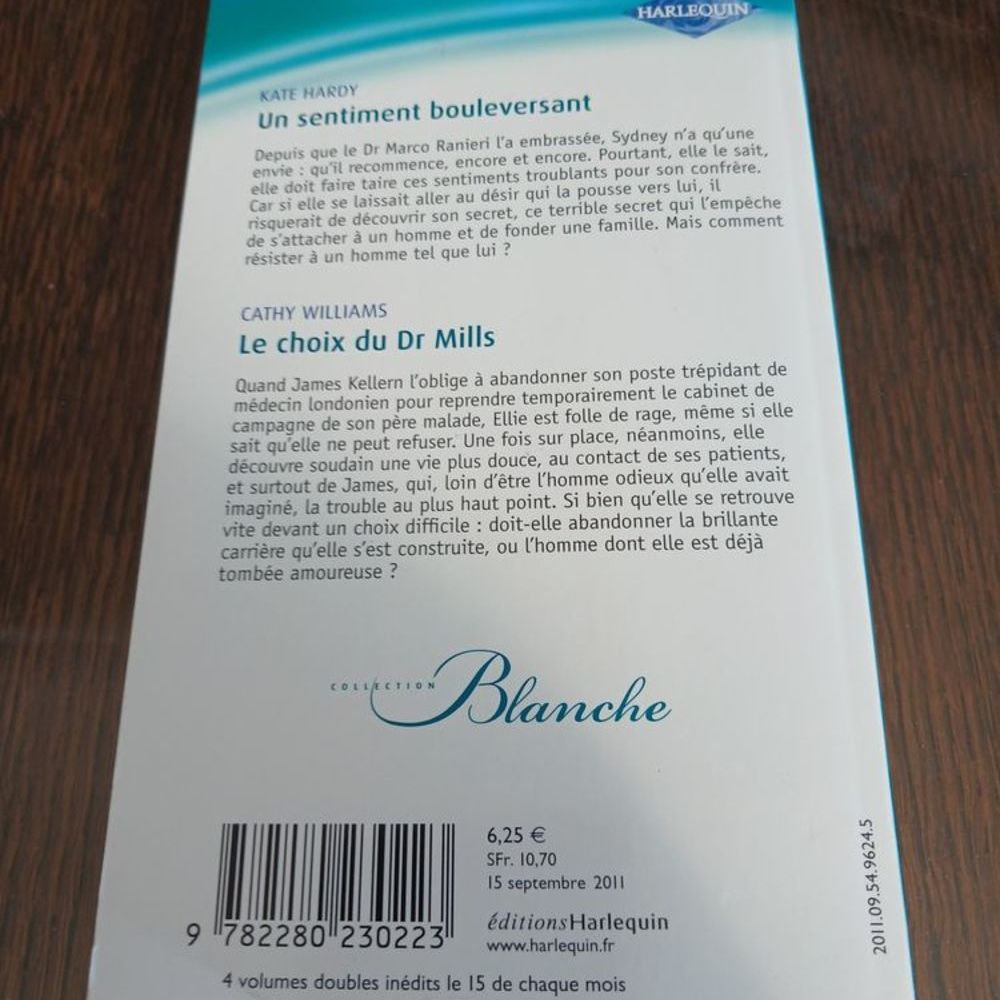 HARLEQUIN
KATE HARDY
Un sentiment bouleversant
Depuis que le Dr Marco Ranieri l'a embrassée, Sydney n'a qu'une
envie : qu'il recommence, encore et encore. Pourtant, elle le sait,
elle doit faire taire ces sentiments troublants pour son confrère.
Car si elle se laissait aller au désir qui la pousse vers lui, il
risquerait de découvrir son secret, ce terrible secret qui l'empêche
de s'attacher à un homme et de fonder une famille. Mais comment
résister à un homme tel que lui ?
CATHY WILLIAMS
Le choix du Dr Mills
Quand James Kellern l'oblige à abandonner son poste trépidant de
médecin londonien pour reprendre temporairement le cabinet de
campagne de son père malade, Ellie est folle de rage, même si elle
sait qu'elle ne peut refuser. Une fois sur place, néanmoins, elle
découvre soudain une vie plus douce, au contact de ses patients,
et surtout de James, qui, loin d'être l'homme odieux qu'elle avait
imaginé, la trouble au plus haut point. Si bien qu'elle se retrouve
vite devant un choix difficile : doit-elle abandonner la brillante
carrière qu'elle s'est construite, ou l'homme dont elle est déjà
tombée amoureuse ?
COLLECTION Blanche
6,25 €
SFr. 10,70
15 septembre 2011
éditionsHarlequin
www.harlequin.fr
9 782280 230223
4 volumes doubles inédits le 15 de chaque mois
2011.09.54.9624.5